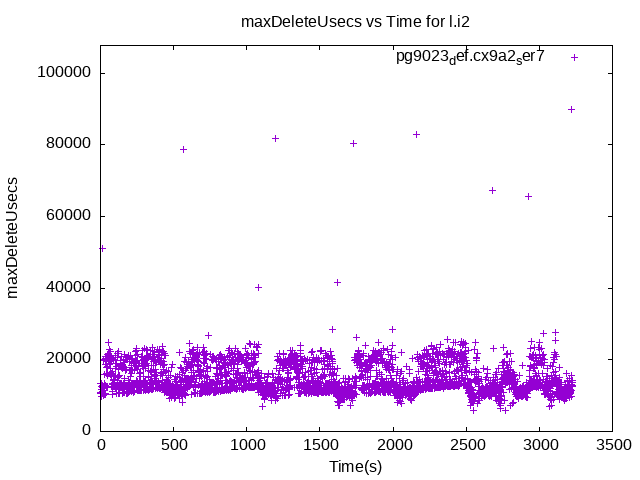 maxDeleteUsecs vs Time for l.i2
pg9023def.cx9a2ser7
100000
80000
60000
40000
20000
0
maxDeleteUsecs
0 500 1000 1500 2000 2500 3000 3500
Time(s)